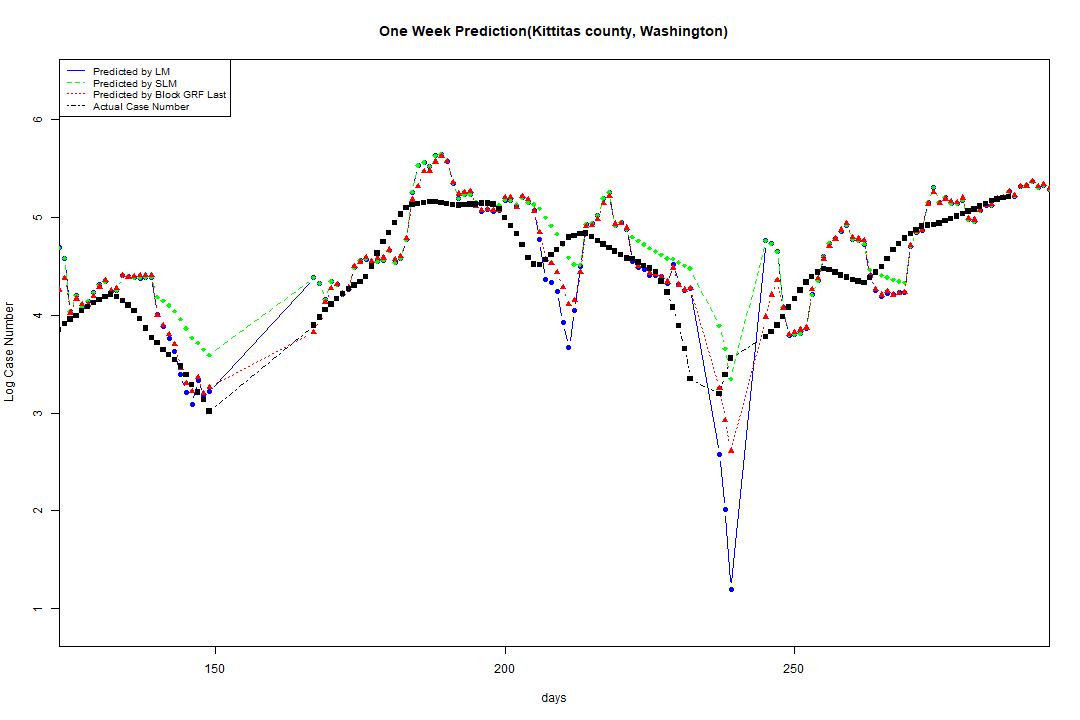 One Week Prediction(Kittitas county, Washington)
Predicted by LM
Predicted by SLM
Predicted by Block GRF Last
Actual Case Number
6
5
4
3
2
1
Log Case Number
150
200
250
days